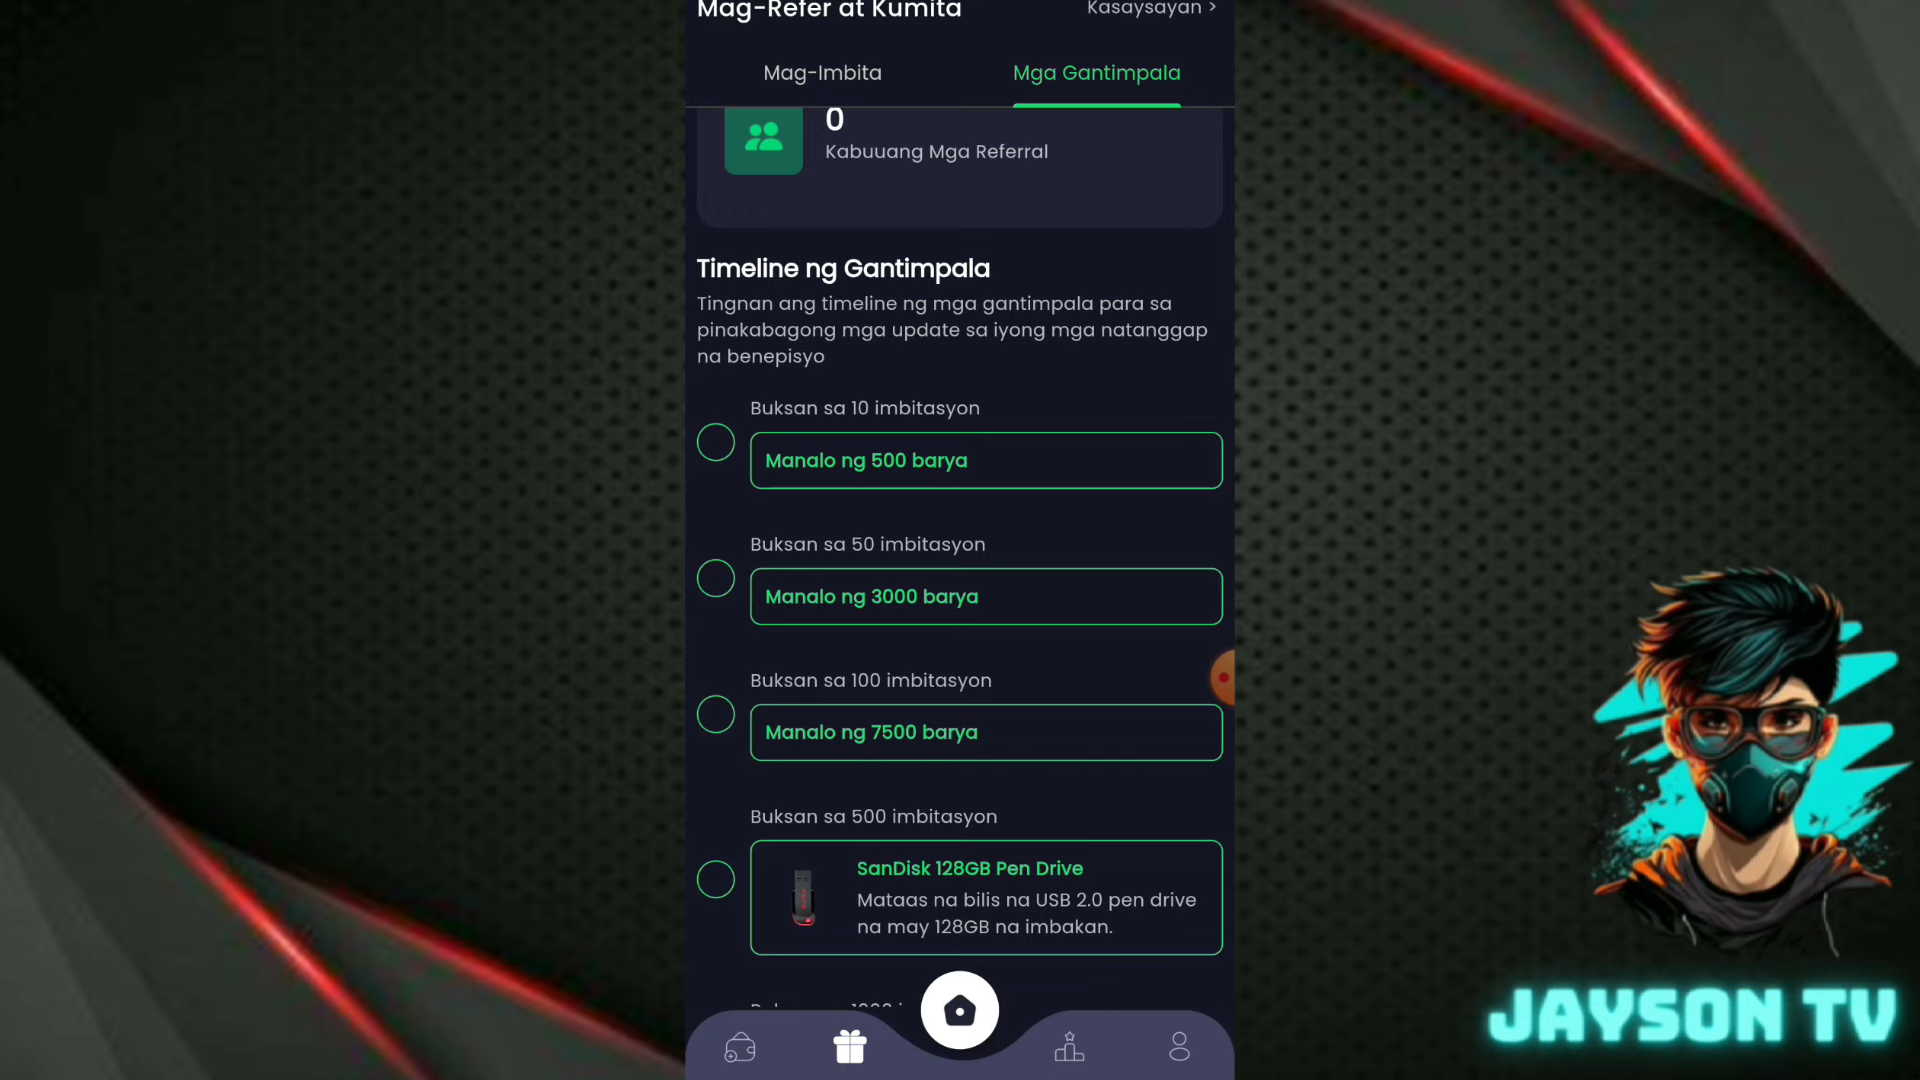 Mag-Refer at Kumita
Kasaysayan >
Mag-Imbita
Mga Gantimpala
0
Kabuuang Mga Referral
Timeline ng Gantimpala
Tingnan ang timeline ng mga gantimpala para sa
pinakabagong mga update sa iyong mga natanggap
na benepisyo
Buksan sa 10 imbitasyon
Manalo ng 500 barya
Buksan sa 50 imbitasyon
Manalo ng 3000 barya
Buksan sa 100 imbitasyon
Manalo ng 7500 barya
Buksan sa 500 imbitasyon
SanDisk 128GB Pen Drive
Mataas na bilis na USB 2.0 pen drive
na may 128GB na imbakan.
JAYSON TV